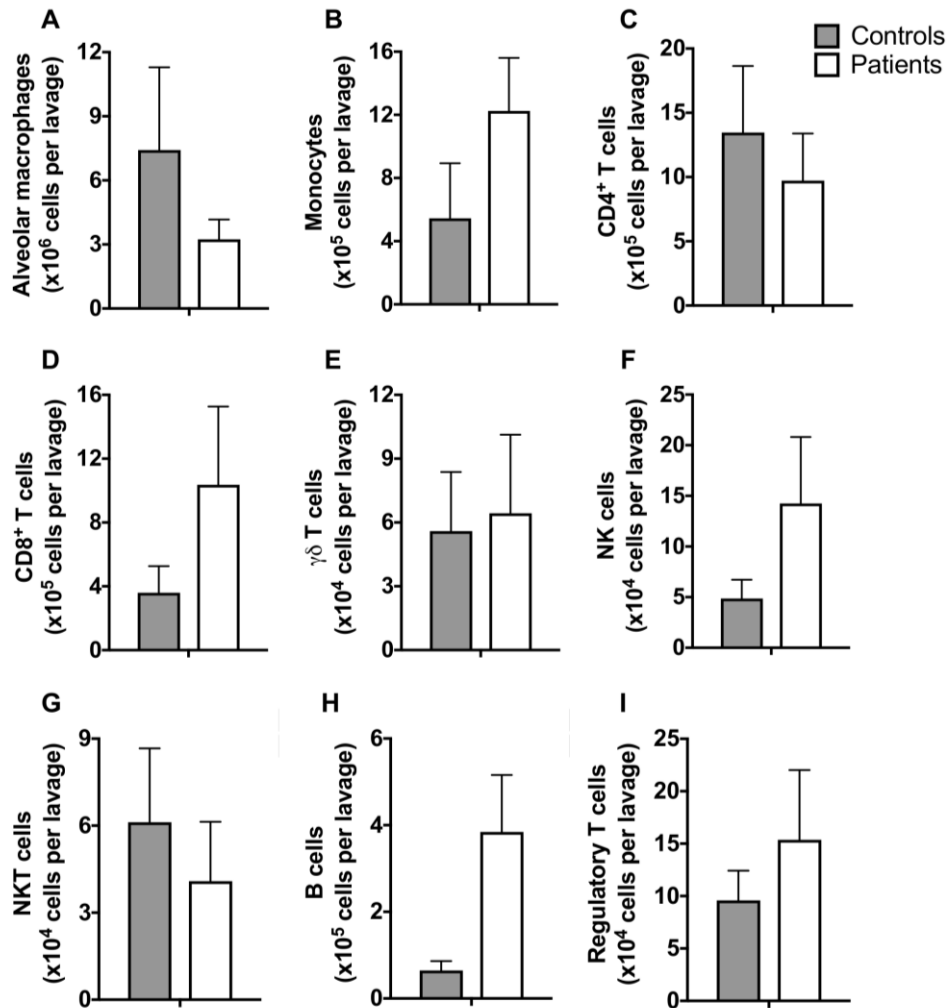 A
Alveolar macrophages
(x10⁶ cells per lavage)
12
9
6
3
0
B
Monocytes
(x10⁵ cells per lavage)
16
12
8
4
0
C
CD4⁺ T cells
(x10⁵ cells per lavage)
20
15
10
5
0
Controls
Patients
D
CD8⁺ T cells
(x10⁵ cells per lavage)
16
12
8
4
0
E
γδ T cells
(x10⁴ cells per lavage)
12
9
6
3
0
F
NK cells
(x10⁴ cells per lavage)
25
20
15
10
5
0
G
NKT cells
(x10⁴ cells per lavage)
9
6
3
0
H
B cells
(x10⁵ cells per lavage)
6
4
2
0
I
Regulatory T cells
(x10⁴ cells per lavage)
25
20
15
10
5
0